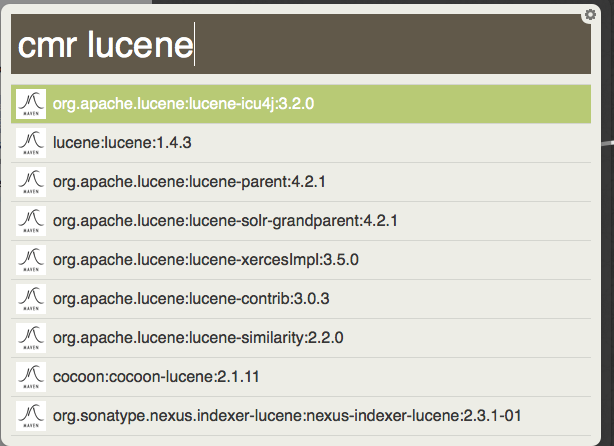 cmr lucene
org.apache.lucene:lucene-icu4j:3.2.0
MAVEN
lucene:lucene:1.4.3
MAVEN
org.apache.lucene:lucene-parent:4.2.1
MAVEN
org.apache.lucene:lucene-solr-grandparent:4.2.1
MAVEN
org.apache.lucene:lucene-xercesImpl:3.5.0
MAVEN
org.apache.lucene:lucene-contrib:3.0.3
MAVEN
org.apache.lucene:lucene-similarity:2.2.0
MAVEN
cocoon:cocoon-lucene:2.1.11
MAVEN
org.sonatype.nexus.indexer-lucene:nexus-indexer-lucene:2.3.1-01
MAVEN